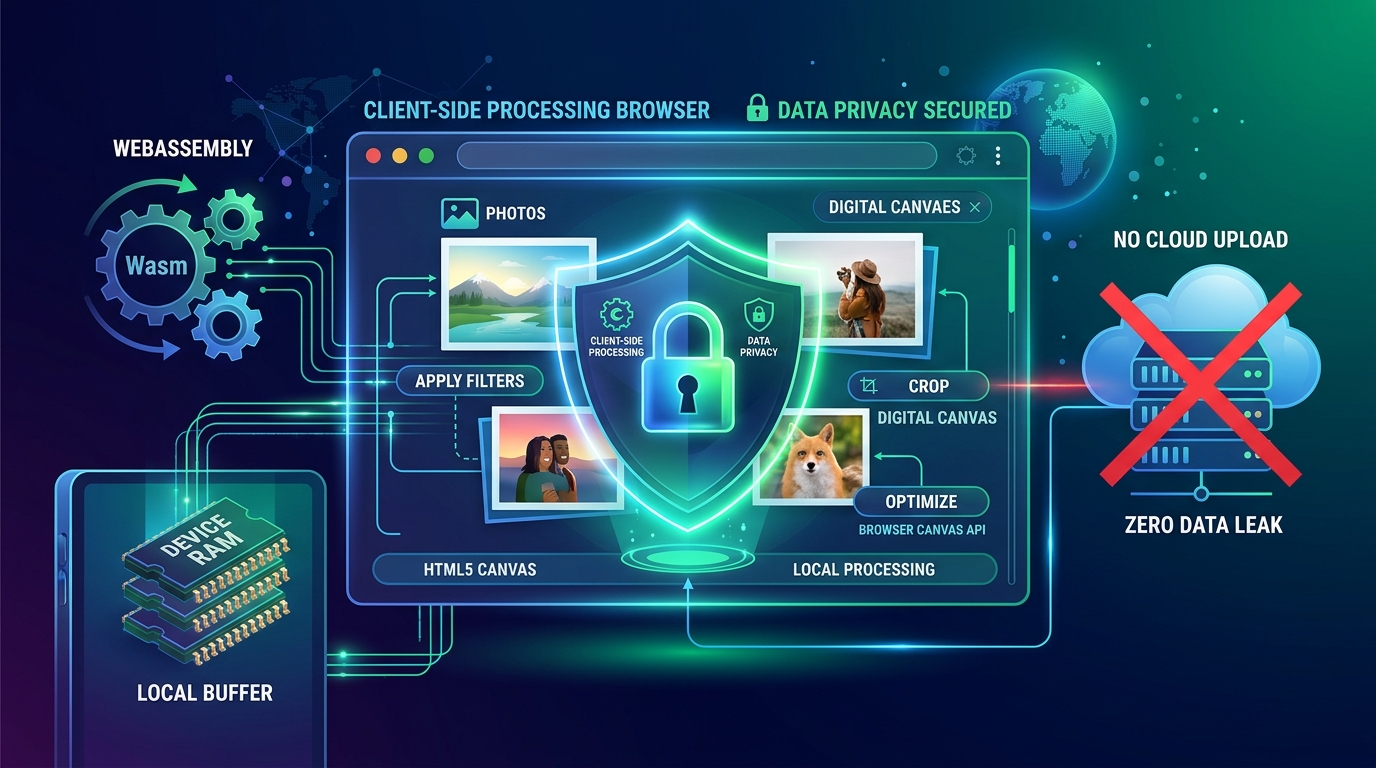 CLIENT-SIDE PROCESSING BROWSER
DATA PRIVACY SECURED
WEBASSEMBLY
Wasm
PHOTOS
DIGITAL CANVAES
NO CLOUD UPLOAD
CLIENT-SIDE
PROCESSING
DATA
PRIVACY
APPLY FILTERS
CROP
DIGITAL CANVAS
OPTIMIZE
BROWSER CANVAS API
ZERO DATA LEAK
DEVICE
RAM
HTML5 CANVAS
LOCAL PROCESSING
LOCAL BUFFER